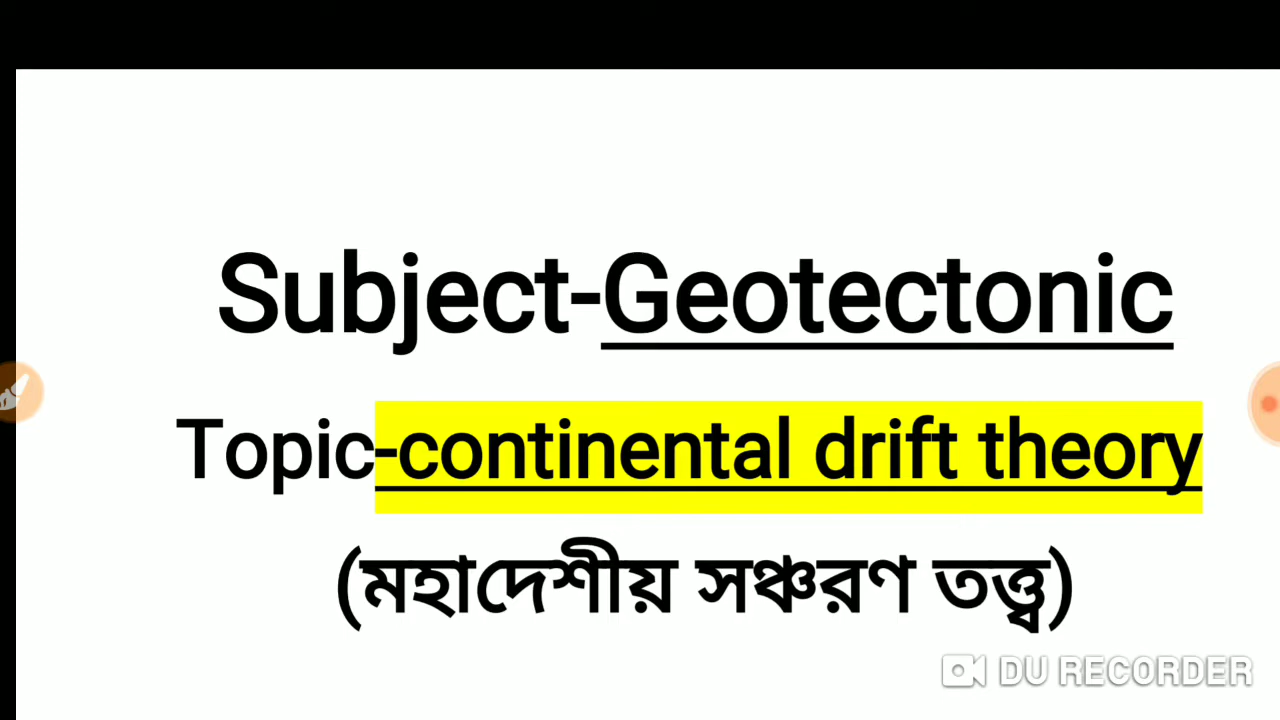 Subject-Geotectonic
Topic-continental drift theory
(মহাদেশীয় সঞ্চরণ তত্ত্ব)
DU RECORDER